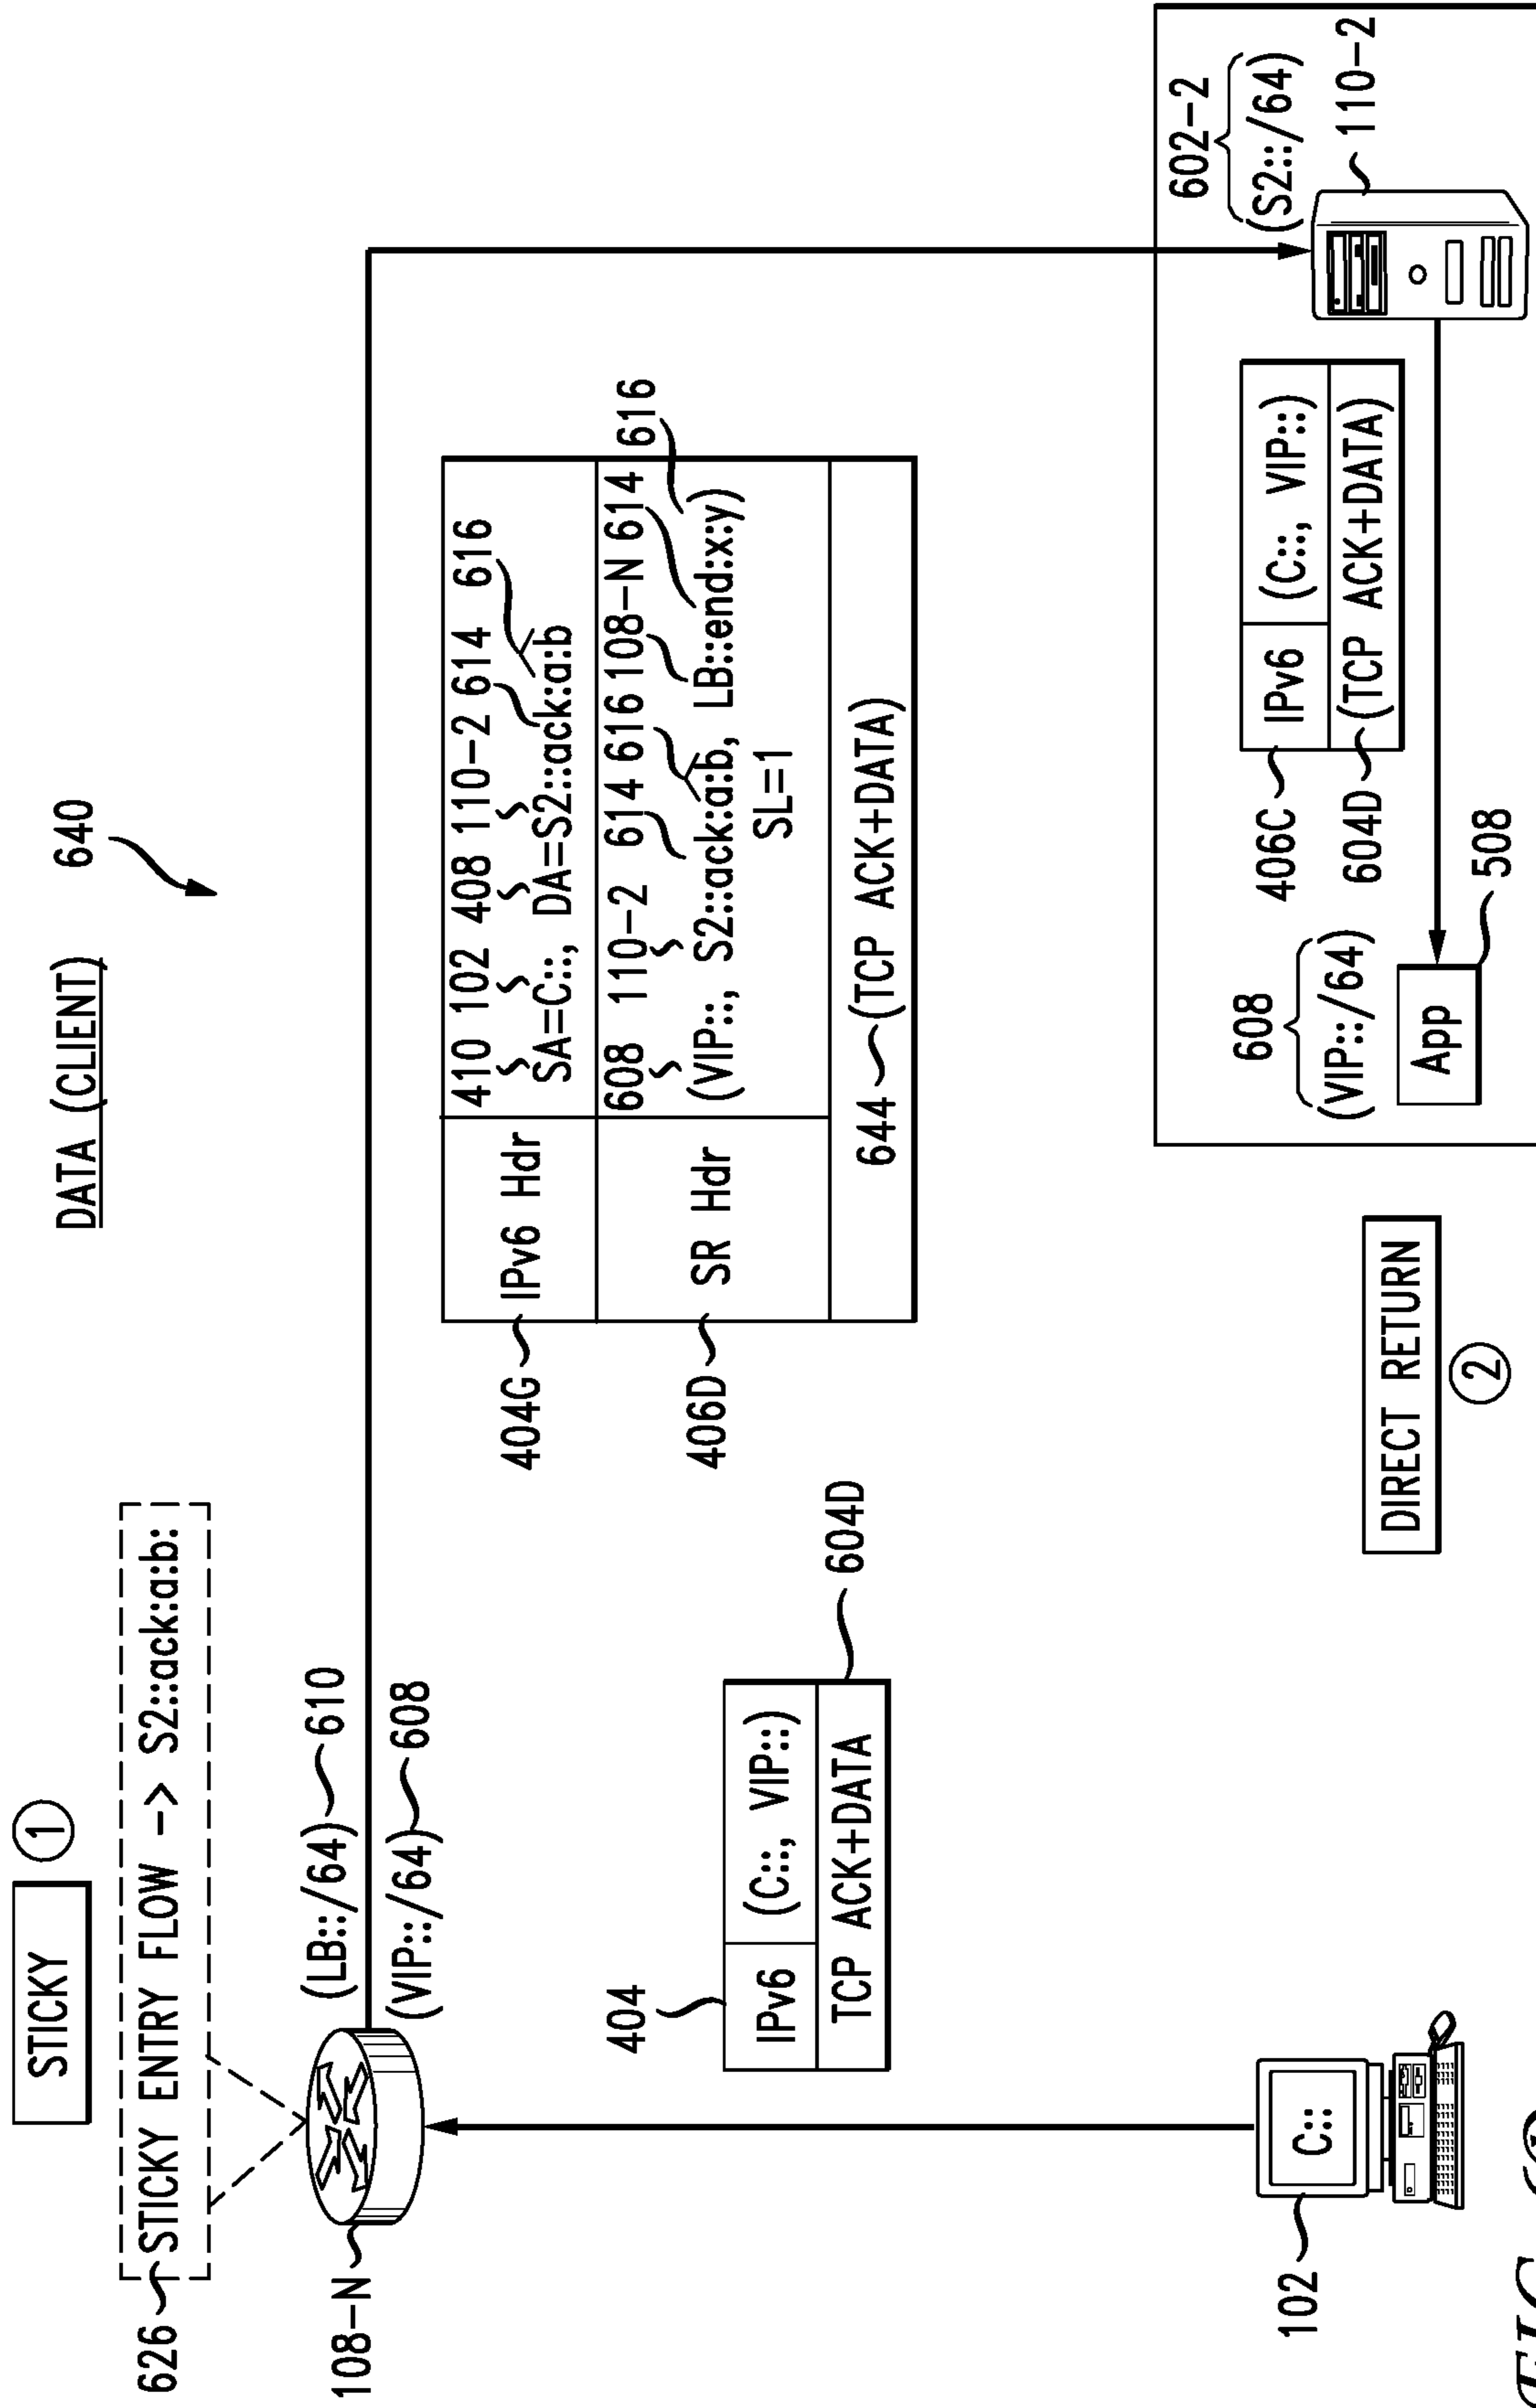 DATA (CLIENT)
640
STICKY
1
626
STICKY ENTRY FLOW -> S2::ack:a:b:
108-N
(LB::/64)
610
(VIP::/64)
608
404G
IPv6 Hdr
410 102 408 110-2 614 616
SA=C::, DA=S2::ack:a:b
406D
SR Hdr
608 110-2 614 616 108-N 614 616
(VIP::, S2::ack:a:b, LB::end:x:y)
SL=1
644
(TCP ACK+DATA)
404
IPv6
(C::, VIP::)
TCP ACK+DATA
604D
102
C::
DIRECT RETURN
2
602-2
(S2::/64)
110-2
406C
IPv6
(C::, VIP::)
604D
(TCP ACK+DATA)
608
(VIP::/64)
App
508